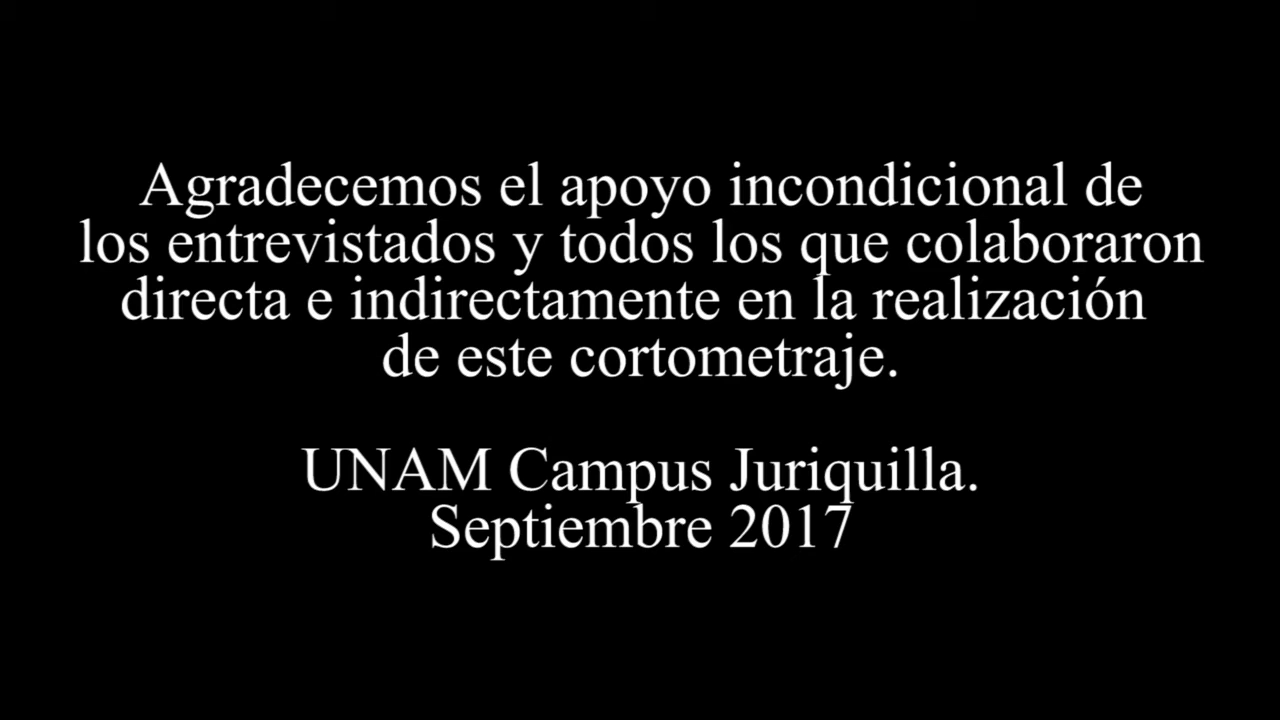 Agradecemos el apoyo incondicional de
los entrevistados y todos los que colaboraron
directa e indirectamente en la realización
de este cortometraje.
UNAM Campus Juriquilla.
Septiembre 2017